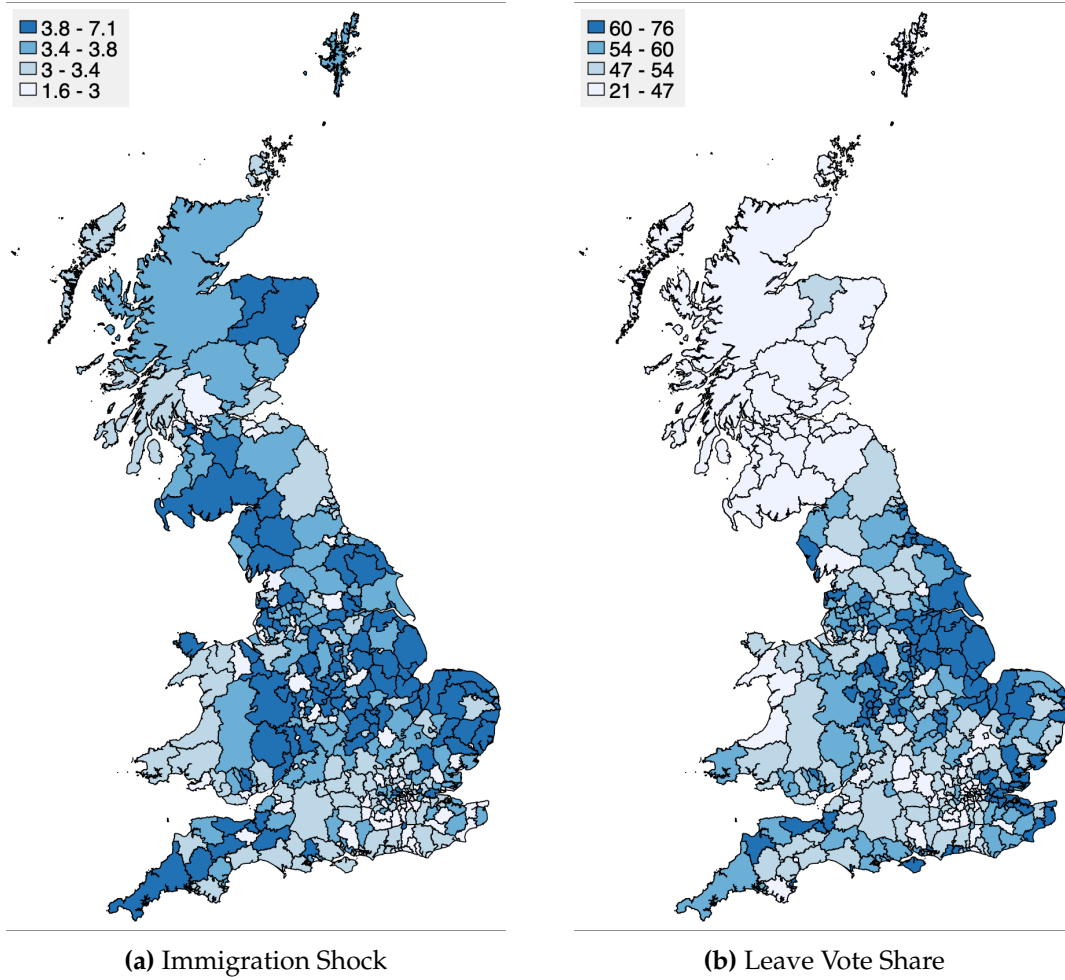 3.8 - 7.1
3.4 - 3.8
3 - 3.4
1.6 - 3
60 - 76
54 - 60
47 - 54
21 - 47
(a) Immigration Shock
(b) Leave Vote Share